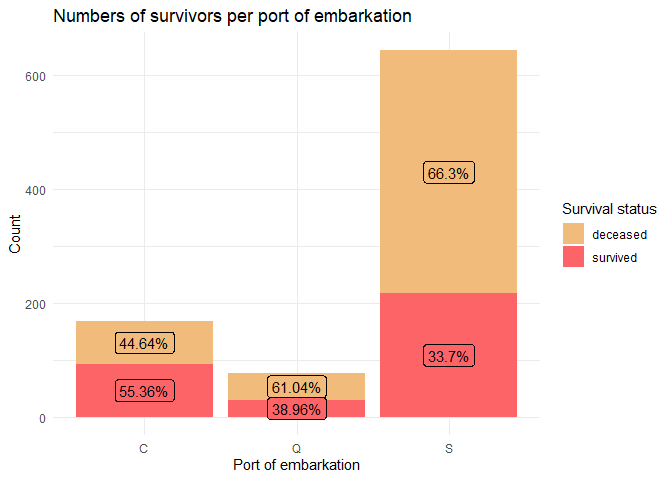 Numbers of survivors per port of embarkation
Count
600
400
200
0
66.3%
33.7%
44.64%
55.36%
61.04%
38.96%
C
Q
S
Port of embarkation
Survival status
deceased
survived